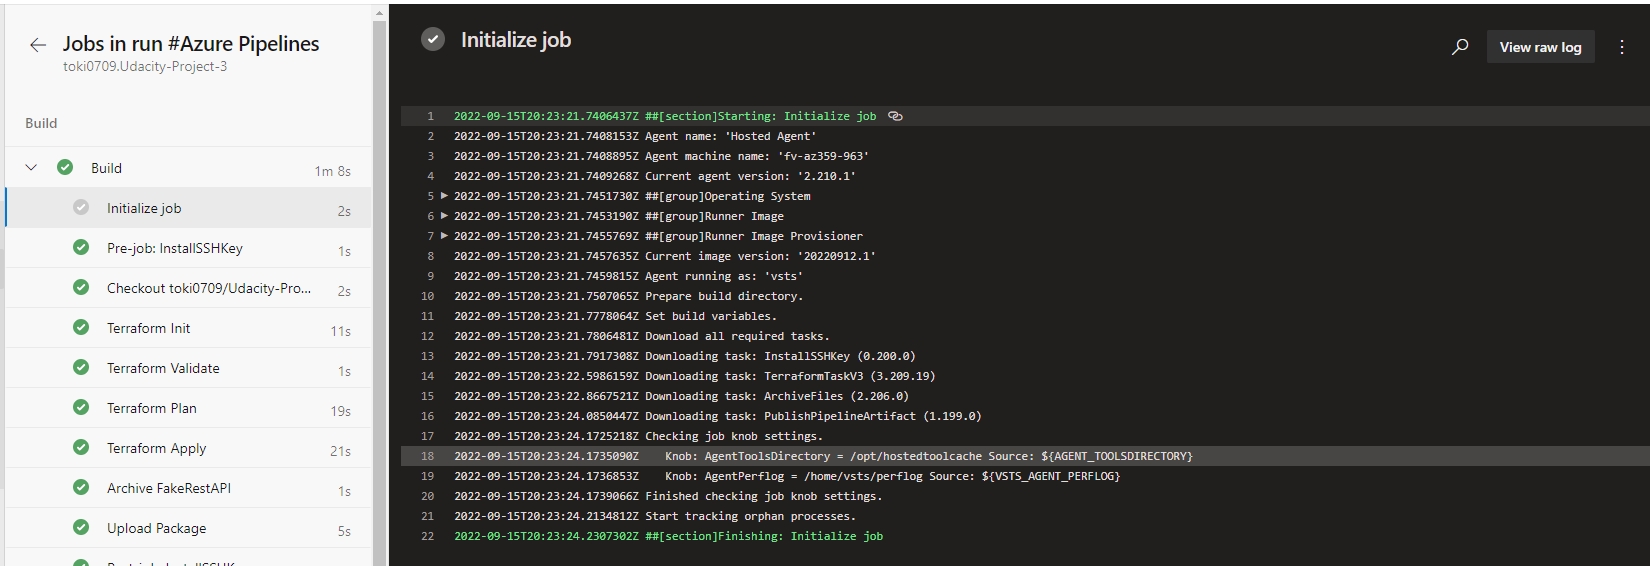 Jobs in run #Azure Pipelines
toki0709.Udacity-Project-3
Build
Build 1m 8s
Initialize job 2s
Pre-job: InstallSSHKey 1s
Checkout toki0709/Udacity-Pro... 2s
Terraform Init 11s
Terraform Validate 1s
Terraform Plan 19s
Terraform Apply 21s
Archive FakeRestAPI 1s
Upload Package 5s
Initialize job
View raw log
1 2022-09-15T20:23:21.7406437Z ##[section]Starting: Initialize job
2 2022-09-15T20:23:21.7408153Z Agent name: 'Hosted Agent'
3 2022-09-15T20:23:21.7408895Z Agent machine name: 'fv-az359-963'
4 2022-09-15T20:23:21.7409268Z Current agent version: '2.210.1'
5 2022-09-15T20:23:21.7451730Z ##[group]Operating System
6 2022-09-15T20:23:21.7453190Z ##[group]Runner Image
7 2022-09-15T20:23:21.7455769Z ##[group]Runner Image Provisioner
8 2022-09-15T20:23:21.7457635Z Current image version: '20220912.1'
9 2022-09-15T20:23:21.7459815Z Agent running as: 'vsts'
10 2022-09-15T20:23:21.7507065Z Prepare build directory.
11 2022-09-15T20:23:21.7778064Z Set build variables.
12 2022-09-15T20:23:21.7806481Z Download all required tasks.
13 2022-09-15T20:23:21.7917308Z Downloading task: InstallSSHKey (0.200.0)
14 2022-09-15T20:23:22.5986159Z Downloading task: TerraformTaskV3 (3.209.19)
15 2022-09-15T20:23:22.8667521Z Downloading task: ArchiveFiles (2.206.0)
16 2022-09-15T20:23:24.0850447Z Downloading task: PublishPipelineArtifact (1.199.0)
17 2022-09-15T20:23:24.1725218Z Checking job knob settings.
18 2022-09-15T20:23:24.1735090Z Knob: AgentToolsDirectory = /opt/hostedtoolcache Source: ${AGENT_TOOLSDIRECTORY}
19 2022-09-15T20:23:24.1736853Z Knob: AgentPerflog = /home/vsts/perflog Source: ${VSTS_AGENT_PERFLOG}
20 2022-09-15T20:23:24.1739066Z Finished checking job knob settings.
21 2022-09-15T20:23:24.2134812Z Start tracking orphan processes.
22 2022-09-15T20:23:24.2307302Z ##[section]Finishing: Initialize job